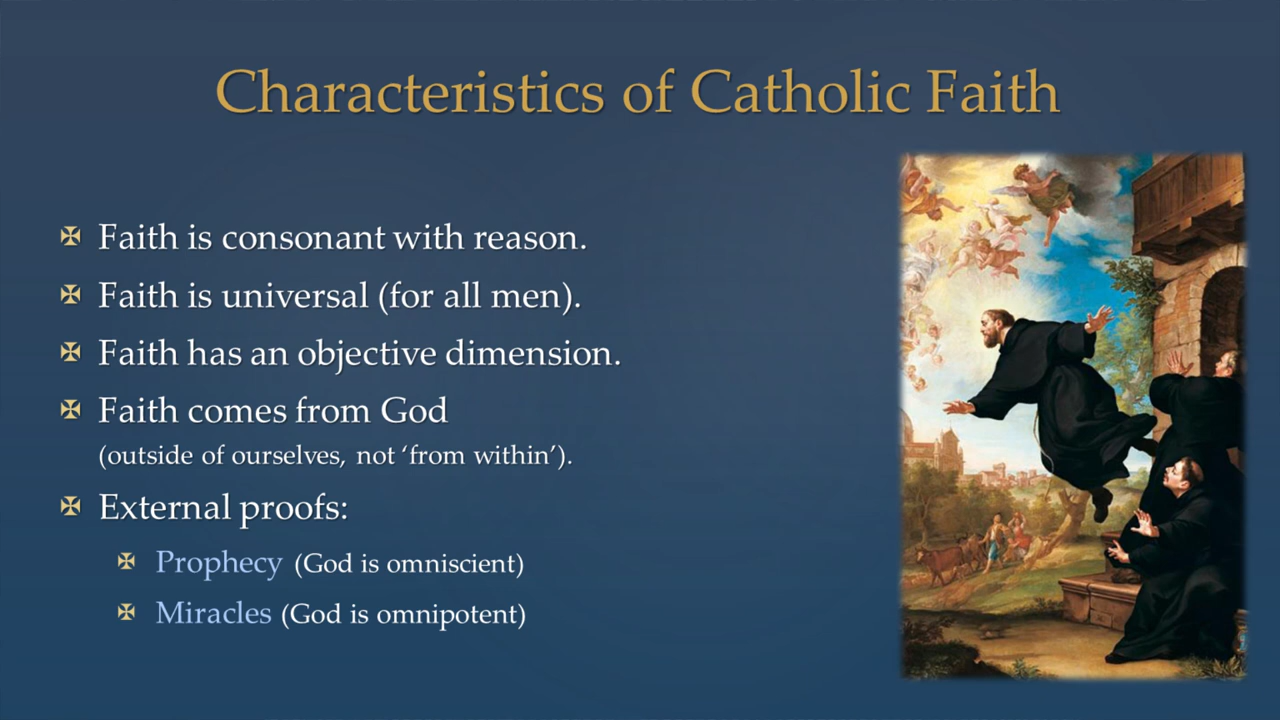 Characteristics of Catholic Faith
Faith is consonant with reason.
Faith is universal (for all men).
Faith has an objective dimension.
Faith comes from God
(outside of ourselves, not ‘from within’).
External proofs:
Prophecy (God is omniscient)
Miracles (God is omnipotent)